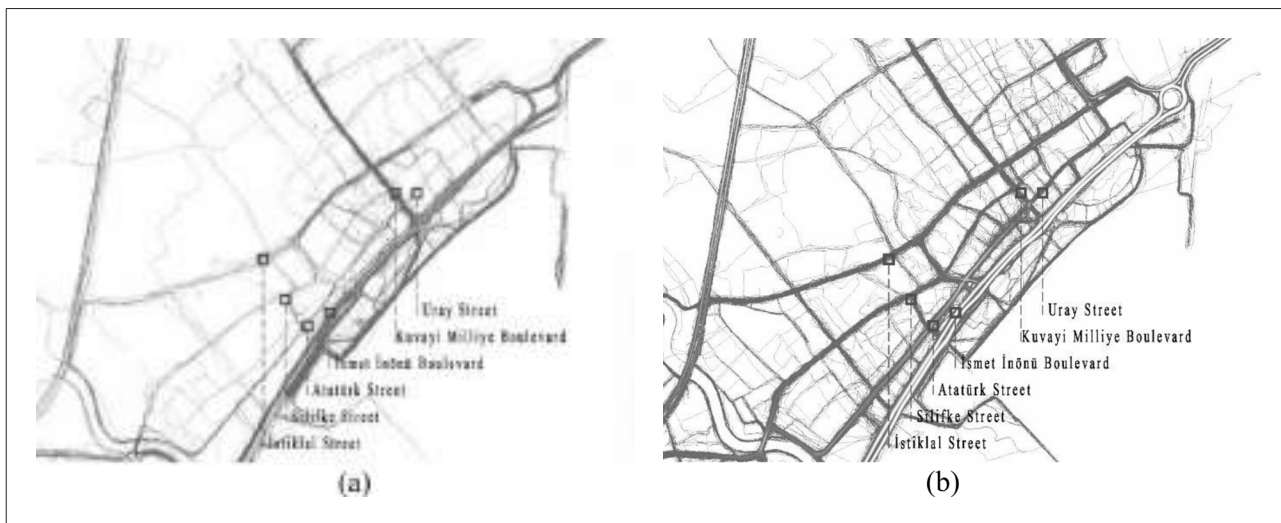 Uray Street
Kuvayi Milliye Boulevard
İsmet İnönü Boulevard
Atatürk Street
Silifke Street
İstiklal Street
(a)
Uray Street
Kuvayi Milliye Boulevard
İsmet İnönü Boulevard
Atatürk Street
Silifke Street
İstiklal Street
(b)